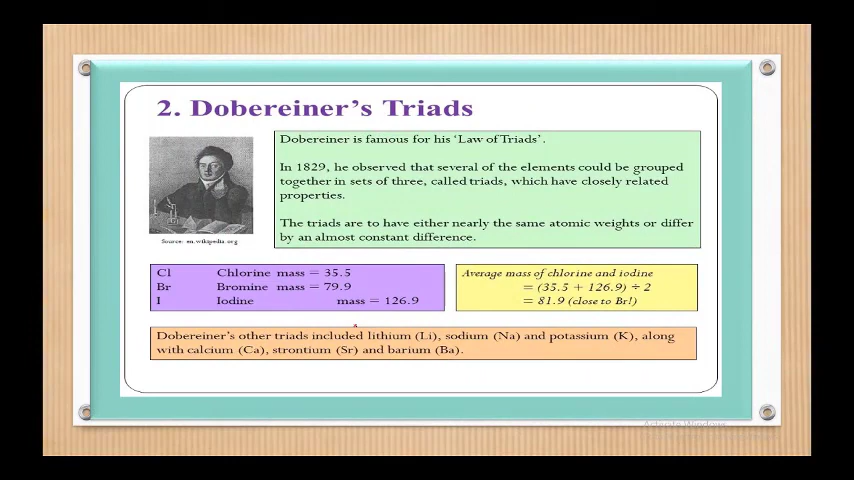 2. Dobereiner's Triads
Dobereiner is famous for his 'Law of Triads'.
In 1829, he observed that several of the elements could be grouped
together in sets of three, called triads, which have closely related
properties.
The triads are to have either nearly the same atomic weights or differ
by an almost constant difference.
Source: en.wikipedia.org
Cl Chlorine mass = 35.5
Br Bromine mass = 79.9
I Iodine mass = 126.9
Average mass of chlorine and iodine
= (35.5 + 126.9) ÷ 2
= 81.9 (close to Br!)
Dobereiner's other triads included lithium (Li), sodium (Na) and potassium (K), along
with calcium (Ca), strontium (Sr) and barium (Ba).
Activate Windows